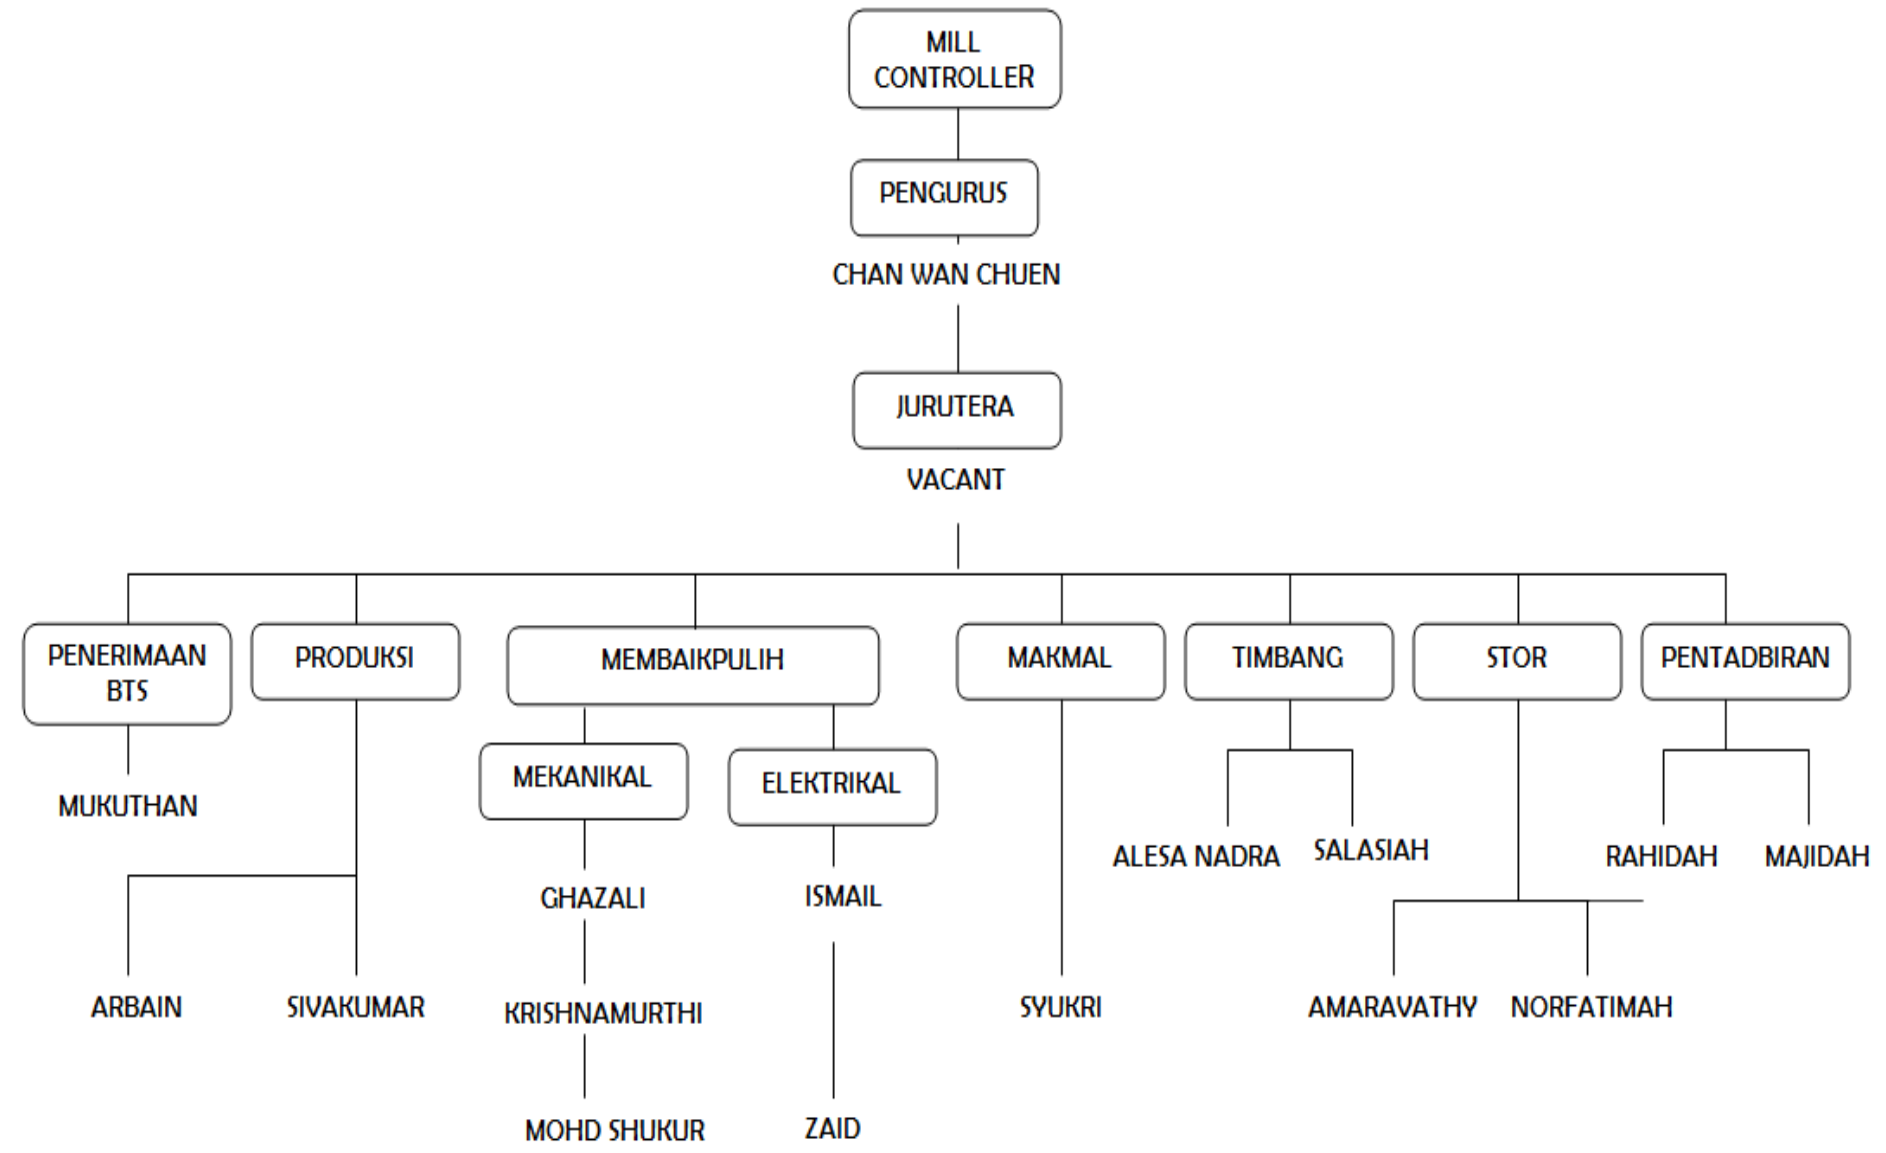 MILL
CONTROLLER
PENGURUS
CHAN WAN CHUEN
JURUTERA
VACANT
PENERIMAAN
BTS
PRODUKSI
MEMBAIKPULIH
MAKMAL
TIMBANG
STOR
PENTADBIRAN
MEKANIKAL
ELEKTRIKAL
MUKUTHAN
ALESA NADRA
SALASIAH
RAHIDAH
MAJIDAH
GHAZALI
ISMAIL
ARBAIN
SIVAKUMAR
KRISHNAMURTHI
SYUKRI
AMARAVATHY
NORFATIMAH
MOHD SHUKUR
ZAID